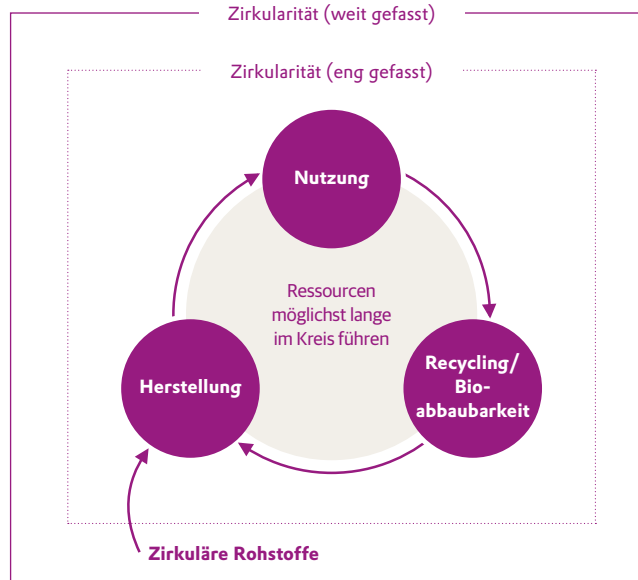 Zirkularität (weit gefasst)
Zirkularität (eng gefasst)
Nutzung
Ressourcen
möglichst lange
im Kreis führen
Herstellung
Recycling/
Bio-
abbaubarkeit
Zirkuläre Rohstoffe